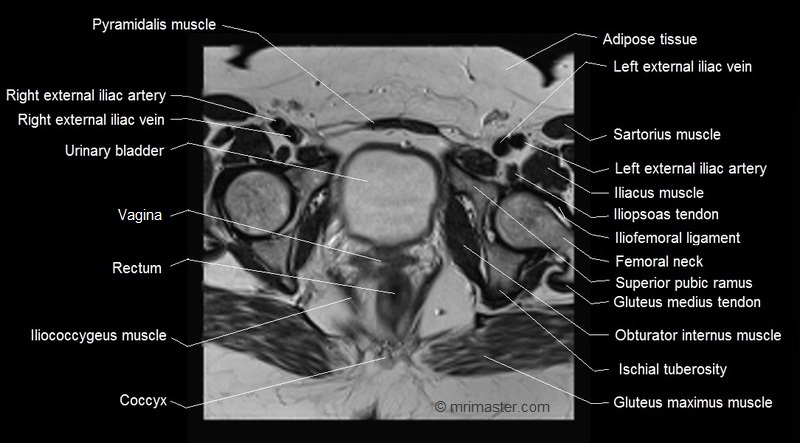 Pyramidalis muscle
Adipose tissue
Left external iliac vein
Right external iliac artery
Right external iliac vein
Sartorius muscle
Urinary bladder
Left external iliac artery
Iliacus muscle
Vagina
Iliopsoas tendon
Iliofemoral ligament
Femoral neck
Rectum
Superior pubic ramus
Gluteus medius tendon
Iliococcygeus muscle
Obturator internus muscle
Ischial tuberosity
Coccyx
Gluteus maximus muscle
© mrimaster.com